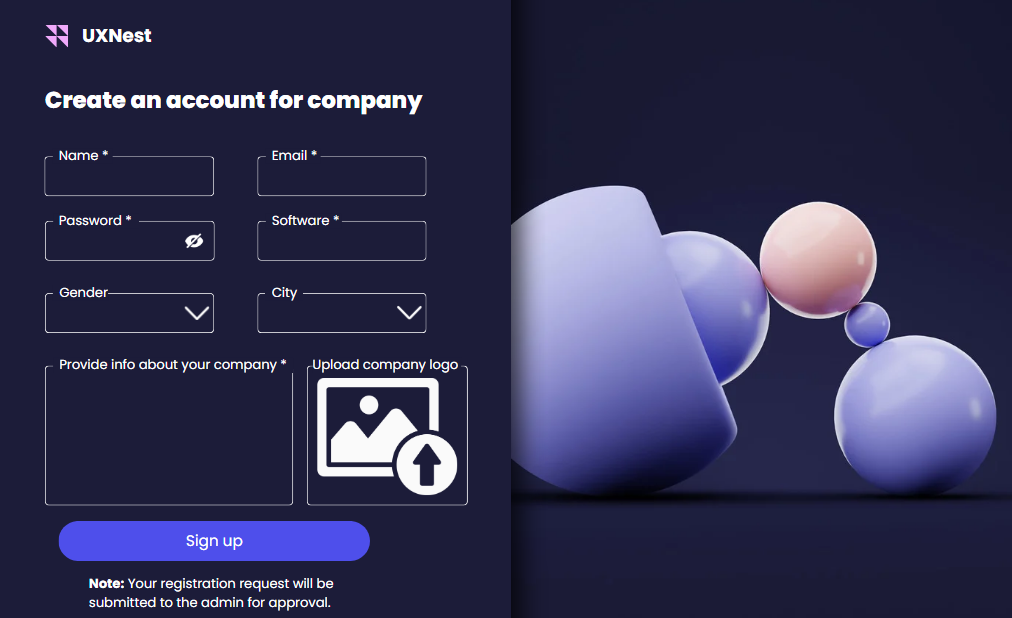 UXNest
Create an account for company
Name * Email *
Password * Software *
Gender City
Provide info about your company * Upload company logo
Sign up
Note: Your registration request will be
submitted to the admin for approval.